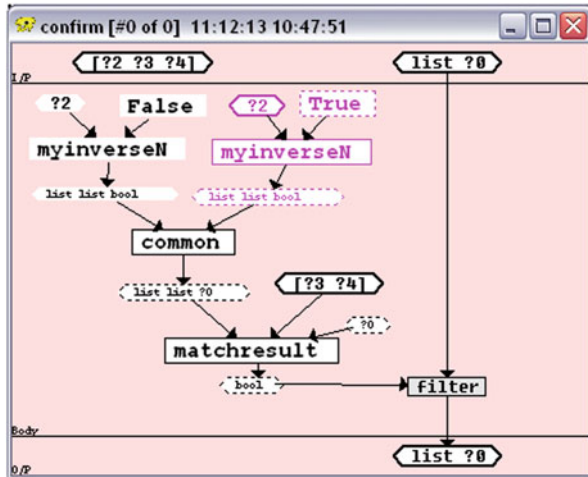 confirm [#0 of 0] 11:12:13 10:47:51
[?2 ?3 ?4] list ?0
I/P
?2 False ?2 True
myinverseN myinverseN
list list bool list list bool
common
list list ?0 [?3 ?4]
?0
matchresult
bool filter
Body
list ?0
O/P